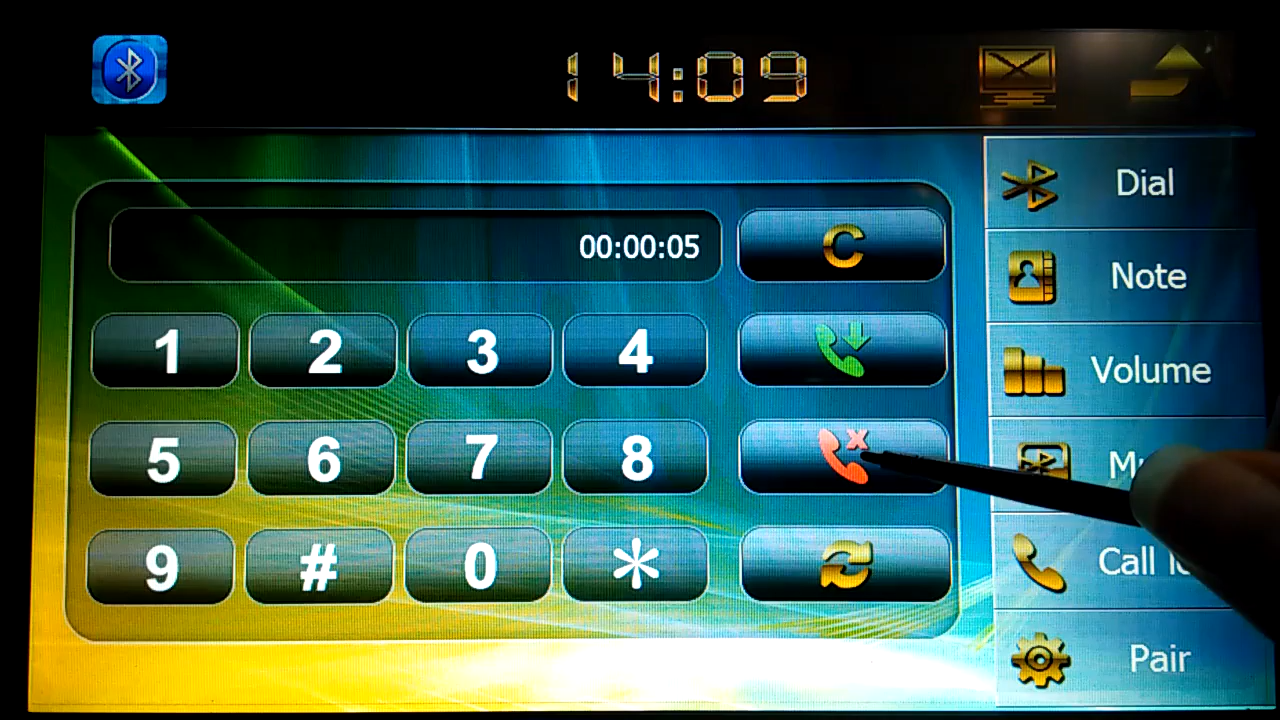 14:09
00:00:05 C
1 2 3 4
5 6 7 8
9 # 0 *
Dial
Note
Volume
Call
Pair